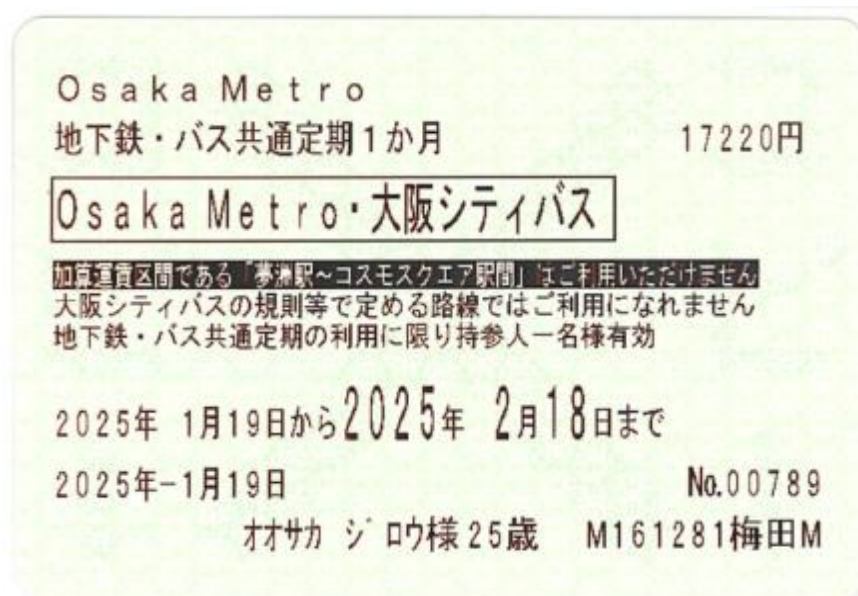 Osaka Metro
地下鉄・バス共通定期1か月 17220円
Osaka Metro・大阪シティバス
加算運賃区間である「夢洲駅～コスモスクエア駅間」はご利用いただけません
大阪シティバスの規則等で定める路線ではご利用になれません
地下鉄・バス共通定期の利用に限り持参人一名様有効
2025年 1月19日から2025年 2月18日まで
2025年-1月19日 No.00789
オオサカ ジロウ様25歳 M161281梅田M